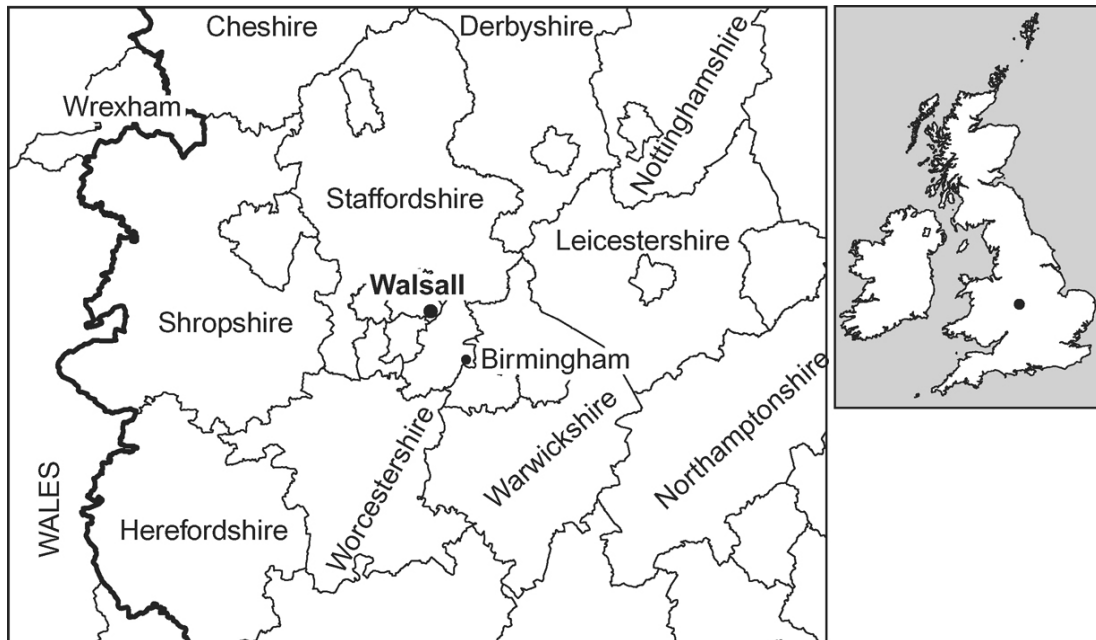 Cheshire
Derbyshire
Nottinghamshire
Wrexham
Staffordshire
Leicestershire
Walsall
Shropshire
Birmingham
Worcestershire
Warwickshire
Northamptonshire
WALES
Herefordshire